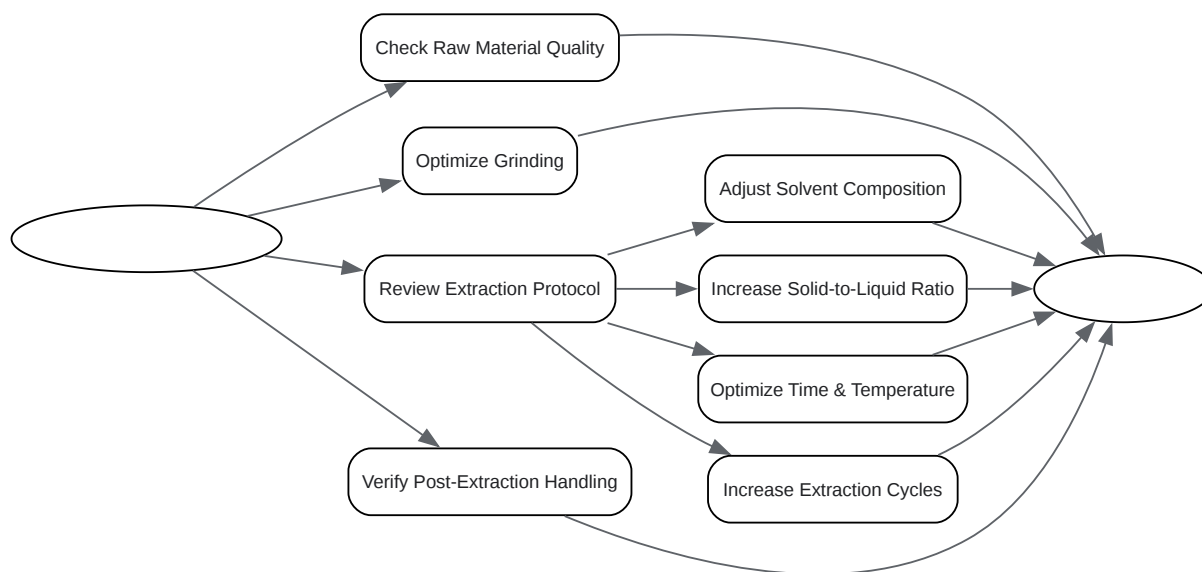 Check Raw Material Quality
Optimize Grinding
Adjust Solvent Composition
Review Extraction Protocol
Increase Solid-to-Liquid Ratio
Optimize Time & Temperature
Verify Post-Extraction Handling
Increase Extraction Cycles